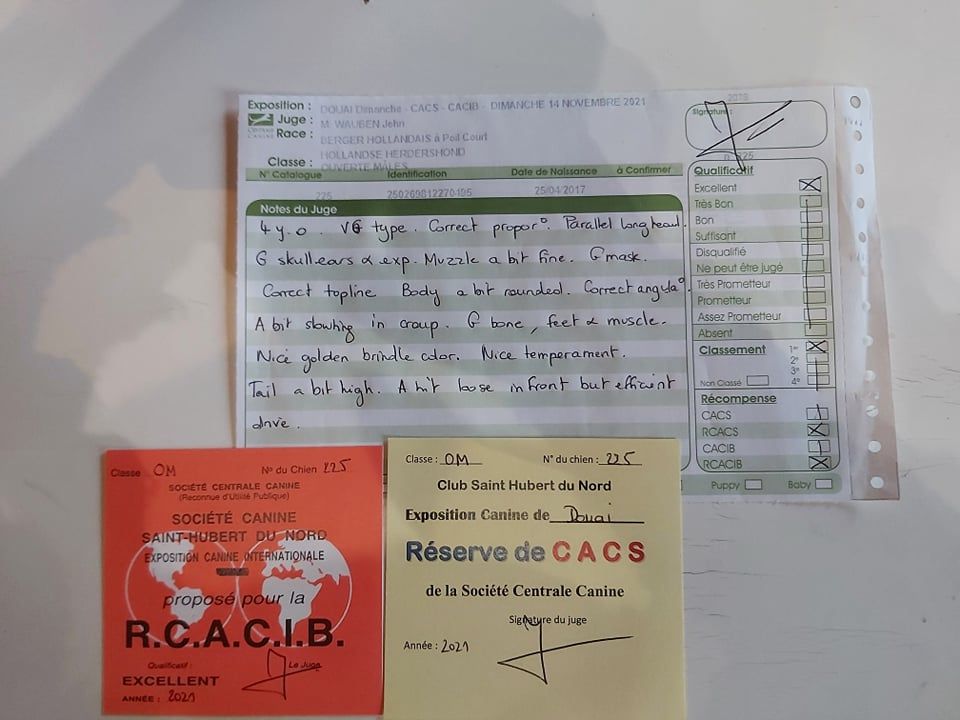 Exposition : DOUAI Dimanche - CACS - CACIB - DIMANCHE 14 NOVEMBRE 2021
Juge : M. WAUBEN John
Race : BERGER HOLLANDAIS à Poil Court
HOLLANDSE HERDERSHOND
Classe : OUVERTE MALES
N° Catalogue Identification Date de Naissance à Confirmer
225 250269812270495 25/04/2017
Notes du Juge
4 y.o. VG type. Correct propor°. Parallel long head.
G skull ears & exp. Muzzle a bit fine. G mask.
Correct topline Body a bit rounded. Correct angula°
A bit slanting in croup. G bone, feet & muscle.
Nice golden brindle color. Nice temperament.
Tail a bit high. A bit loose in front but efficient
drive.
2079
Signature :
n° 225
Qualificatif
Excellent
Très Bon
Bon
Suffisant
Disqualifié
Ne peut être jugé
Très Prometteur
Prometteur
Assez Prometteur
Absent
Classement 1er
2e
3e
Non Classé 4e
Récompense
CACS
RCACS
CACIB
RCACIB
Puppy Baby
Classe OM No du Chien 225
SOCIÉTÉ CENTRALE CANINE
(Reconnue d'Utilité Publique)
SOCIÉTÉ CANINE
SAINT-HUBERT DU NORD
EXPOSITION CANINE INTERNATIONALE
proposé pour la
R.C.A.C.I.B.
Qualificatif : Le Juge
EXCELLENT
ANNÉE : 2021
Classe : OM N° du chien : 225
Club Saint Hubert du Nord
Exposition Canine de Douai
Réserve de CACS
de la Société Centrale Canine
Signature du juge
Année : 2021